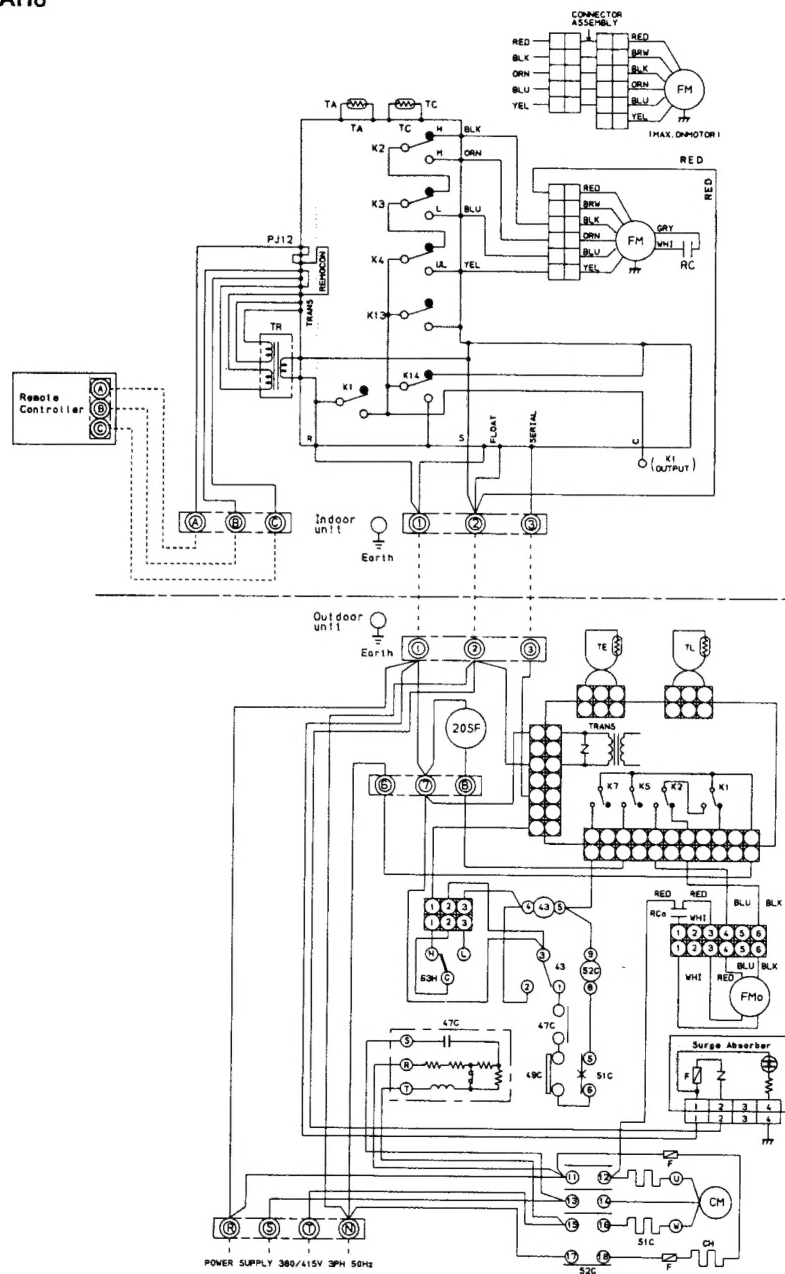 CONNECTOR
ASSEMBLY
RED RED
BLK BRW
ORN BLK
BLU ORN
YEL BLU
YEL
FM
(MAX.ONMOTOR)
TA TC
TA TC
K2 H BLK
M ORN
K3
L BLU
K4
UL YEL
K13
RED
RED
RED
BRW
BLK
ORN
BLU
YEL
FM
GRY
WHI
RC
PJ12
REMOCON
TRANS
TR
K1 K14
R S FLOAT SERIAL C
K1
(OUTPUT)
Remote
Controller
A
B
C
A B C
Indoor
unit
Earth
1 2 3
Outdoor
unit
Earth
1 2 3
TE TL
20SF
TRANS
6 7 8
K7 K5 K2 K1
1 2 3
1 2 3
4 43 5
H L
63H C
3 43
2 1
9
52C
8
47C
49C
5
51C
6
RED RED BLU BLK
RCo WHI
1 2 3 4 5 6
1 2 3 4 5 6
WHI RED BLU BLK
FMo
47C
S
R
T
Surge Absorber
F
1 2 3 4
1 2 3 4
F
11 12 U
13 14 CM
15 16 W
51C
17 18 CH
52C F
R S T N
POWER SUPPLY 380/415V 3PH 50Hz